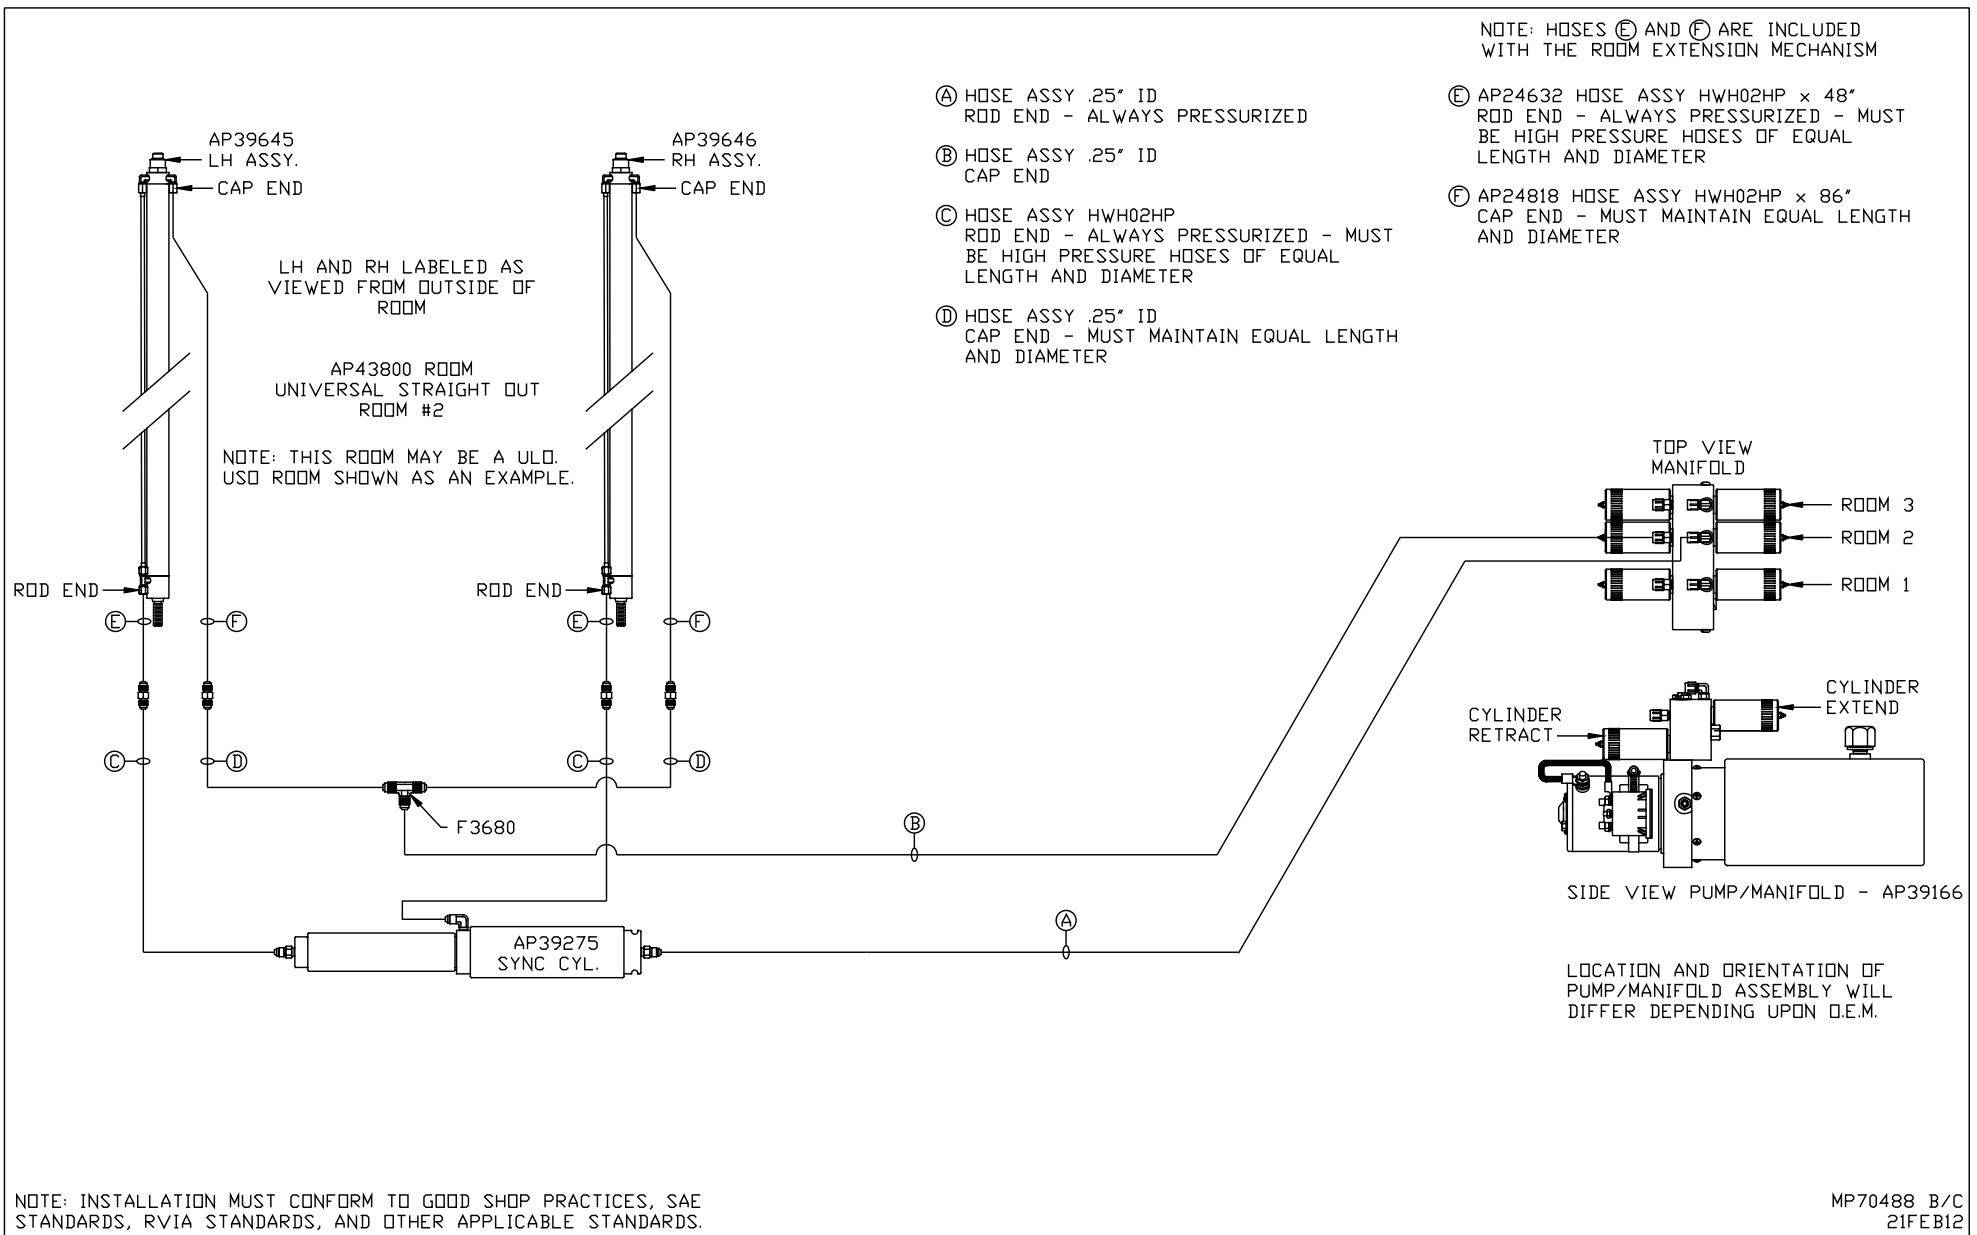 NOTE: HOSES Ⓔ AND Ⓕ ARE INCLUDED
WITH THE ROOM EXTENSION MECHANISM
Ⓐ HOSE ASSY .25" ID
ROD END - ALWAYS PRESSURIZED
Ⓑ HOSE ASSY .25" ID
CAP END
Ⓒ HOSE ASSY HWH02HP
ROD END - ALWAYS PRESSURIZED - MUST
BE HIGH PRESSURE HOSES OF EQUAL
LENGTH AND DIAMETER
Ⓓ HOSE ASSY .25" ID
CAP END - MUST MAINTAIN EQUAL LENGTH
AND DIAMETER
Ⓔ AP24632 HOSE ASSY HWH02HP x 48"
ROD END - ALWAYS PRESSURIZED - MUST
BE HIGH PRESSURE HOSES OF EQUAL
LENGTH AND DIAMETER
Ⓕ AP24818 HOSE ASSY HWH02HP x 86"
CAP END - MUST MAINTAIN EQUAL LENGTH
AND DIAMETER
AP39645
LH ASSY.
CAP END
AP39646
RH ASSY.
CAP END
LH AND RH LABELED AS
VIEWED FROM OUTSIDE OF
ROOM
AP43800 ROOM
UNIVERSAL STRAIGHT OUT
ROOM #2
NOTE: THIS ROOM MAY BE A ULO.
USO ROOM SHOWN AS AN EXAMPLE.
TOP VIEW
MANIFOLD
ROOM 3
ROOM 2
ROOM 1
ROD END
ROD END
Ⓔ
Ⓕ
Ⓔ
Ⓕ
CYLINDER
EXTEND
CYLINDER
RETRACT
Ⓒ
Ⓓ
Ⓒ
Ⓓ
F3680
Ⓑ
SIDE VIEW PUMP/MANIFOLD - AP39166
Ⓐ
AP39275
SYNC CYL.
LOCATION AND ORIENTATION OF
PUMP/MANIFOLD ASSEMBLY WILL
DIFFER DEPENDING UPON O.E.M.
NOTE: INSTALLATION MUST CONFORM TO GOOD SHOP PRACTICES, SAE
STANDARDS, RVIA STANDARDS, AND OTHER APPLICABLE STANDARDS.
MP70488 B/C
21FEB12